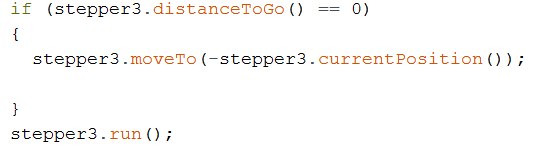 if (stepper3.distanceToGo() == 0)
{
  stepper3.moveTo(-stepper3.currentPosition());
}
stepper3.run();